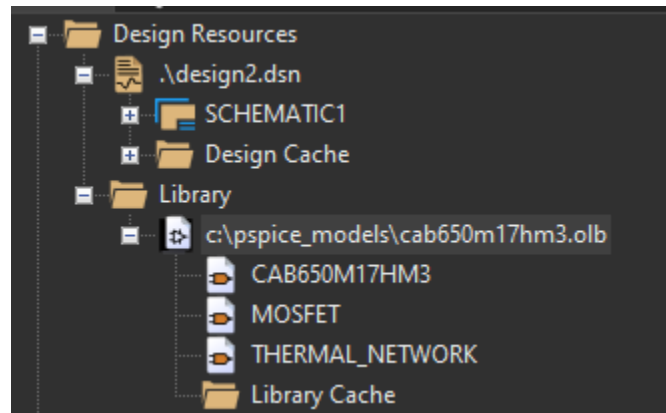 Design Resources
.\design2.dsn
SCHEMATIC1
Design Cache
Library
c:\pspice_models\cab650m17hm3.olb
CAB650M17HM3
MOSFET
THERMAL_NETWORK
Library Cache